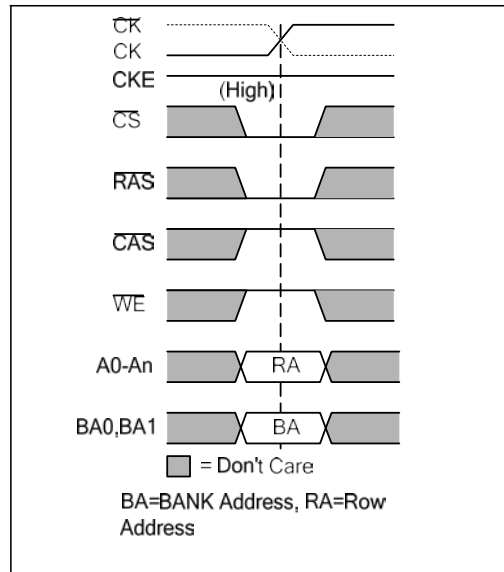 CK
CK
CKE
(High)
CS
RAS
CAS
WE
A0-An RA
BA0,BA1 BA
= Don't Care
BA=BANK Address, RA=Row
Address